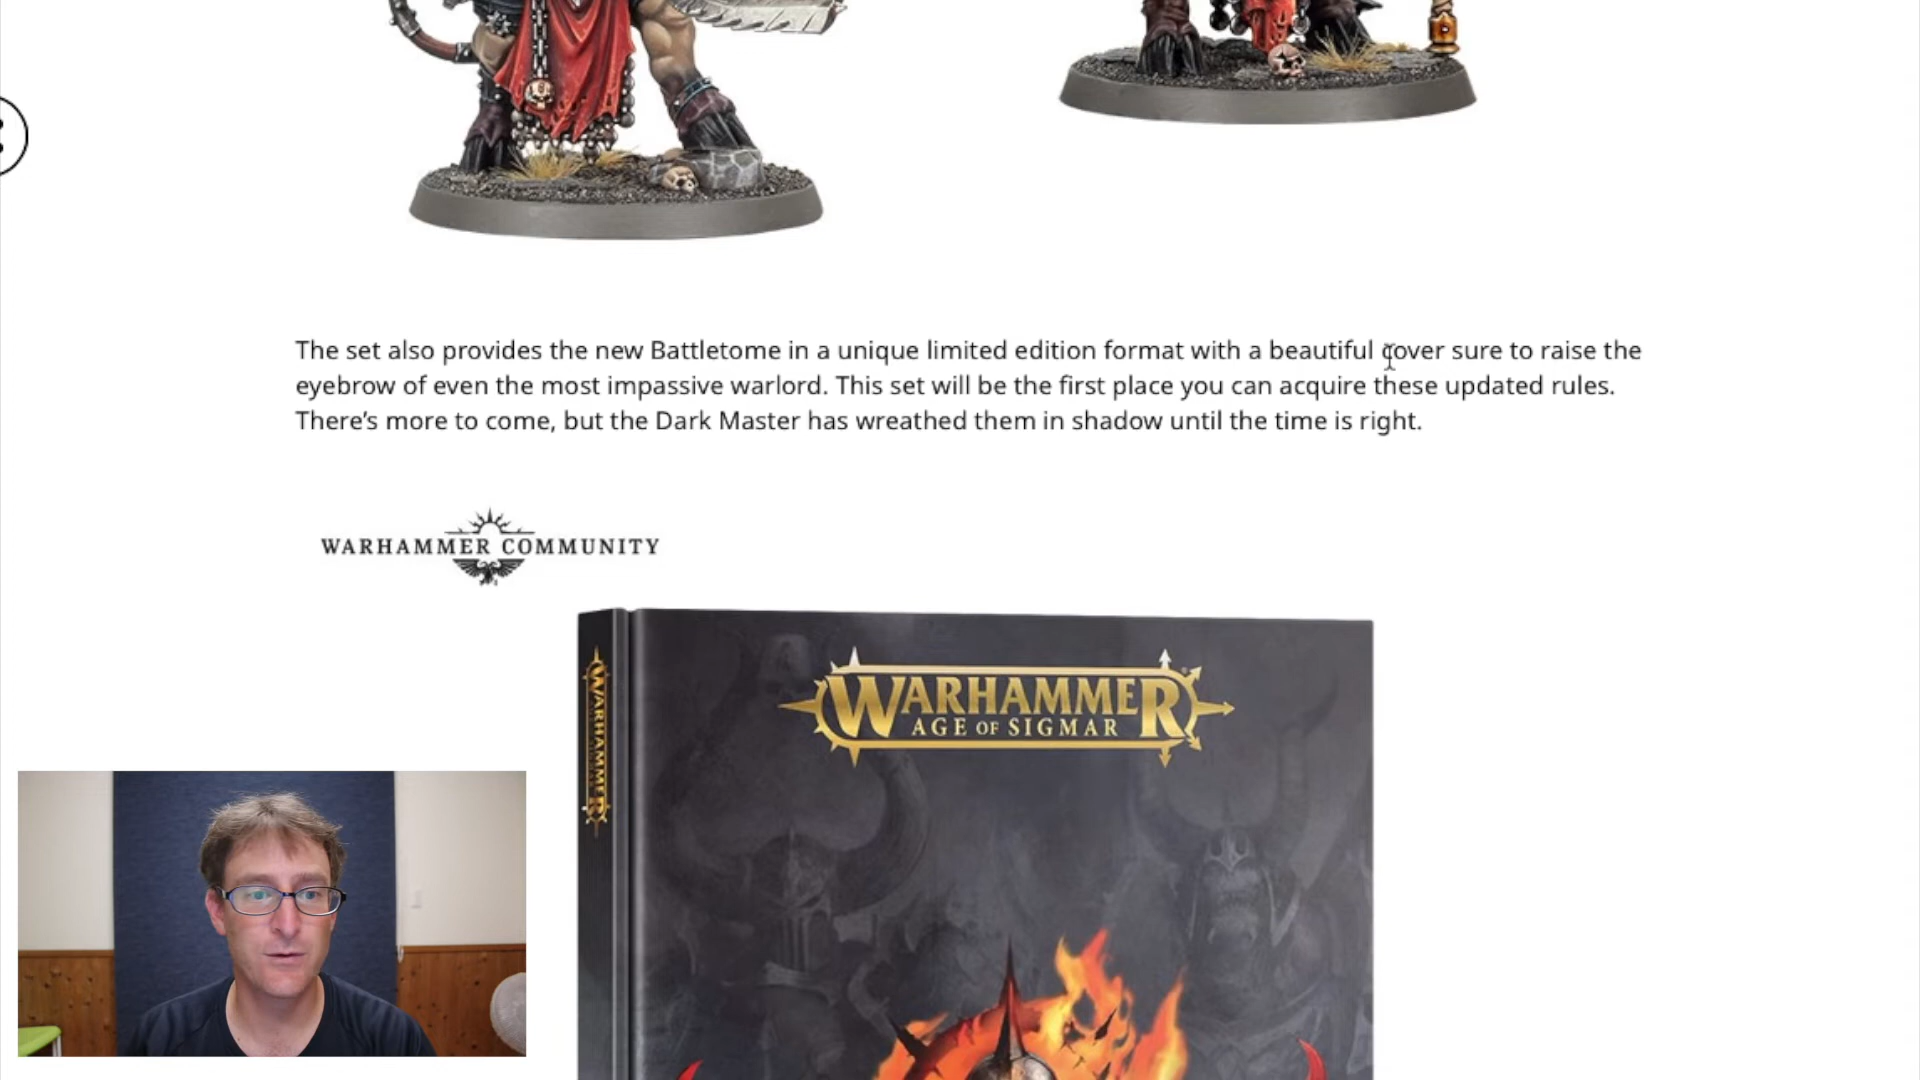 The set also provides the new Battletome in a unique limited edition format with a beautiful cover sure to raise the
eyebrow of even the most impassive warlord. This set will be the first place you can acquire these updated rules.
There's more to come, but the Dark Master has wreathed them in shadow until the time is right.
WARHAMMER COMMUNITY
WARHAMMER
AGE OF SIGMAR
WARHAMMER